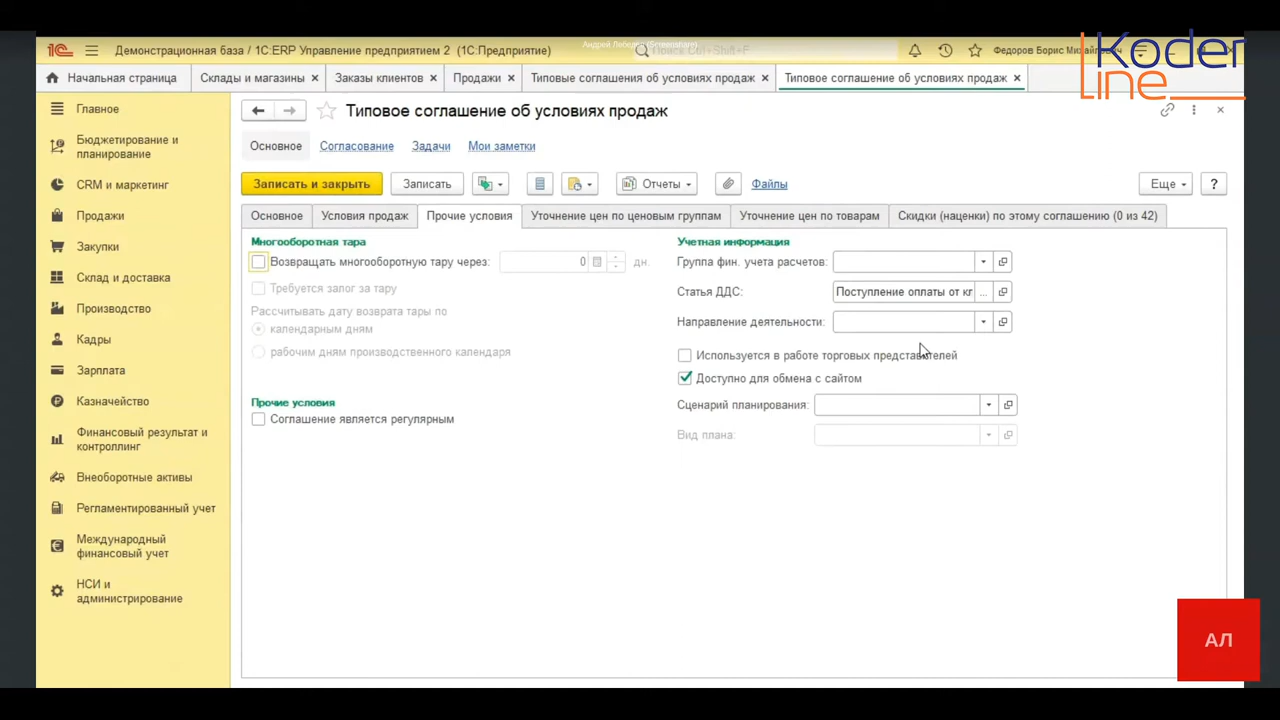 Андрей Лебедев (Screenshare)
1С Демонстрационная база / 1С:ERP Управление предприятием 2 (1С:Предприятие) Поиск Ctrl+Shift+F Федоров Борис Михайлович
Koder
line
Начальная страница Склады и магазины × Заказы клиентов × Продажи × Типовые соглашения об условиях продаж × Типовое соглашение об условиях продаж ×
Главное
Бюджетирование и
планирование
CRM и маркетинг
Продажи
Закупки
Склад и доставка
Производство
Кадры
Зарплата
Казначейство
Финансовый результат и
контроллинг
Внеоборотные активы
Регламентированный учет
Международный
финансовый учет
НСИ и
администрирование
Типовое соглашение об условиях продаж
Основное Согласование Задачи Мои заметки
Записать и закрыть Записать Отчеты Файлы Еще ?
Основное Условия продаж Прочие условия Уточнение цен по ценовым группам Уточнение цен по товарам Скидки (наценки) по этому соглашению (0 из 42)
Многооборотная тара
Возвращать многооборотную тару через: 0 дн.
Требуется залог за тару
Рассчитывать дату возврата тары по
календарным дням
рабочим дням производственного календаря
Прочие условия
Соглашение является регулярным
Учетная информация
Группа фин. учета расчетов:
Статья ДДС: Поступление оплаты от кл ...
Направление деятельности:
Используется в работе торговых представителей
Доступно для обмена с сайтом
Сценарий планирования:
Вид плана:
АЛ